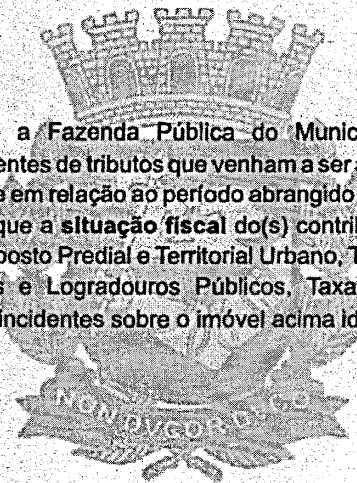 a Fazenda Pública do Munic
entes de tributos que venham a ser
e em relação ao período abrangido
que a situação fiscal do(s) contri
posto Predial e Territorial Urbano, T
s e Logradouros Públicos, Taxa
incidentes sobre o imóvel acima id
NON DVCOR DVCO